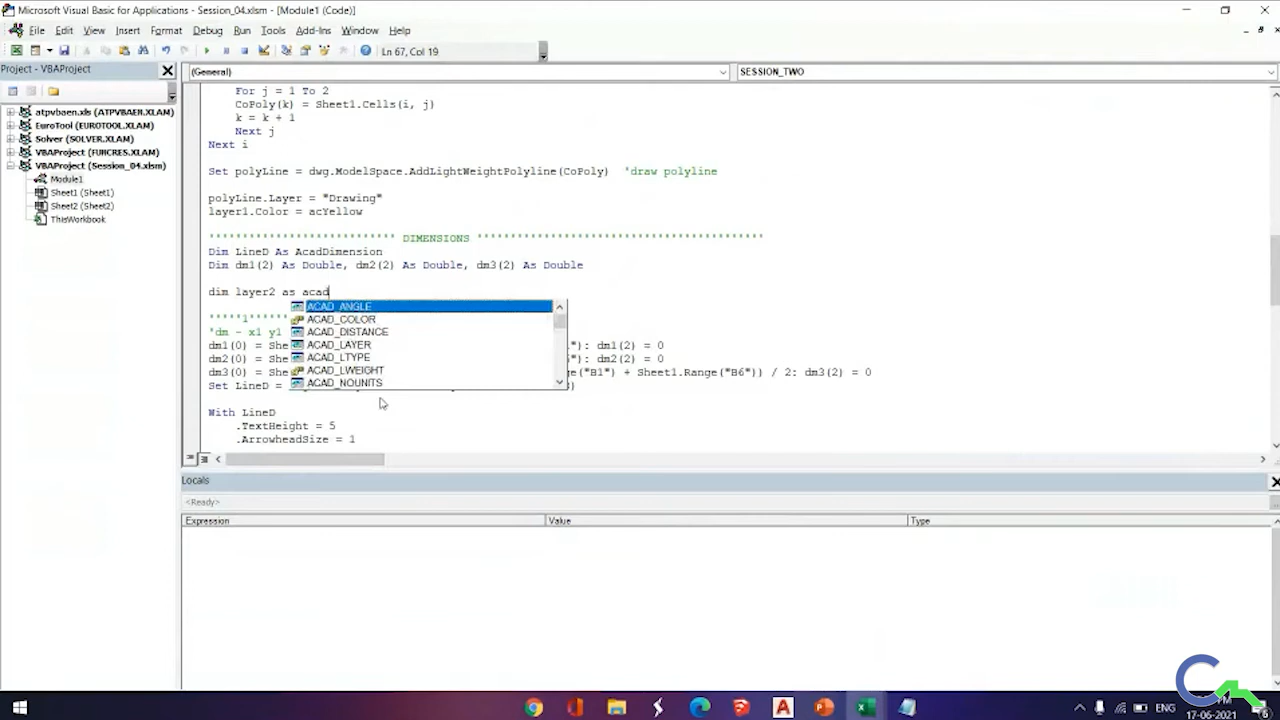 Microsoft Visual Basic for Applications - Session_04.xlsm - [Module1 (Code)]
File Edit View Insert Format Debug Run Tools Add-Ins Window Help
Ln 67, Col 19
Project - VBAProject
(General)
SESSION_TWO
atpvbaen.xls (ATPVBAEN.XLAM)
EuroTool (EUROTOOL.XLAM)
Solver (SOLVER.XLAM)
VBAProject (FUNCRES.XLAM)
VBAProject (Session_04.xlsm)
Module1
Sheet1 (Sheet1)
Sheet2 (Sheet2)
ThisWorkbook
For j = 1 To 2
CoPoly(k) = Sheet1.Cells(i, j)
k = k + 1
Next j
Next i
Set polyLine = dwg.ModelSpace.AddLightWeightPolyline(CoPoly) 'draw polyline
polyLine.Layer = "Drawing"
layer1.Color = acYellow
'''''''''''''''''''''''''''' DIMENSIONS ''''''''''''''''''''''''''''''''''''''''''
Dim LineD As AcadDimension
Dim dm1(2) As Double, dm2(2) As Double, dm3(2) As Double
dim layer2 as acad
ACAD_ANGLE
ACAD_COLOR
ACAD_DISTANCE
ACAD_LAYER
ACAD_LTYPE
ACAD_LWEIGHT
ACAD_NOUNITS
'''''1''''
'dm - x1 y1
dm1(0) = She "): dm1(2) = 0
dm2(0) = She "): dm2(2) = 0
dm3(0) = She ge("B1") + Sheet1.Range("B6")) / 2: dm3(2) = 0
Set LineD = )
With LineD
.TextHeight = 5
.ArrowheadSize = 1
Locals
<Ready>
Expression Value Type
ENG
PM
17-06-2021